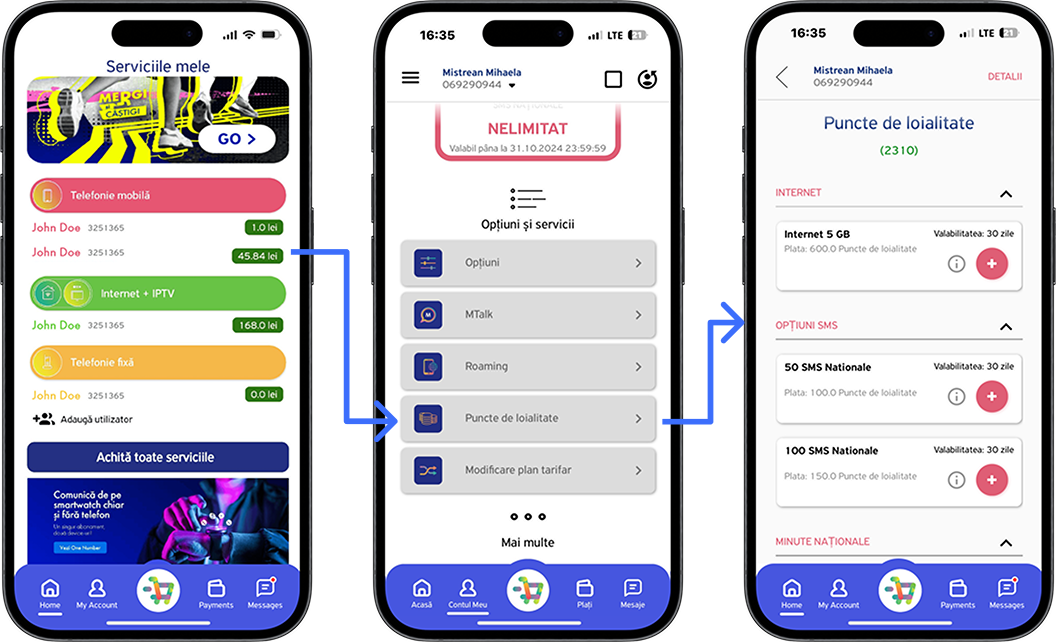 Serviciile mele
MERGI
ȘI
CÂȘTIGI
GO >
Telefonie mobilă
John Doe 3251365 1.0 lei
John Doe 3251365 45.84 lei
Internet + IPTV
John Doe 3251365 168.0 lei
Telefonie fixă
John Doe 3251365 0.0 lei
Adaugă utilizator
Achită toate serviciile
Comunică de pe
smartwatch chiar
și fără telefon
Un singur abonament,
două device-uri!
Vezi One Number
Home My Account Payments Messages
16:35 LTE 21
Mistrean Mihaela
069290944
SMS NAȚIONALE
NELIMITAT
Valabil pâna la 31.10.2024 23:59:59
Opțiuni și servicii
Opțiuni
MTalk
Roaming
Puncte de loialitate
Modificare plan tarifar
Mai multe
Acasă Contul Meu Plați Mesaje
16:35 LTE 21
Mistrean Mihaela
069290944
DETALII
Puncte de loialitate
(2310)
INTERNET
Internet 5 GB Valabilitatea: 30 zile
Plata: 600.0 Puncte de loialitate
OPȚIUNI SMS
50 SMS Nationale Valabilitatea: 30 zile
Plata: 100.0 Puncte de loialitate
100 SMS Nationale Valabilitatea: 30 zile
Plata: 150.0 Puncte de loialitate
MINUTE NAȚIONALE
Home My Account Payments Messages